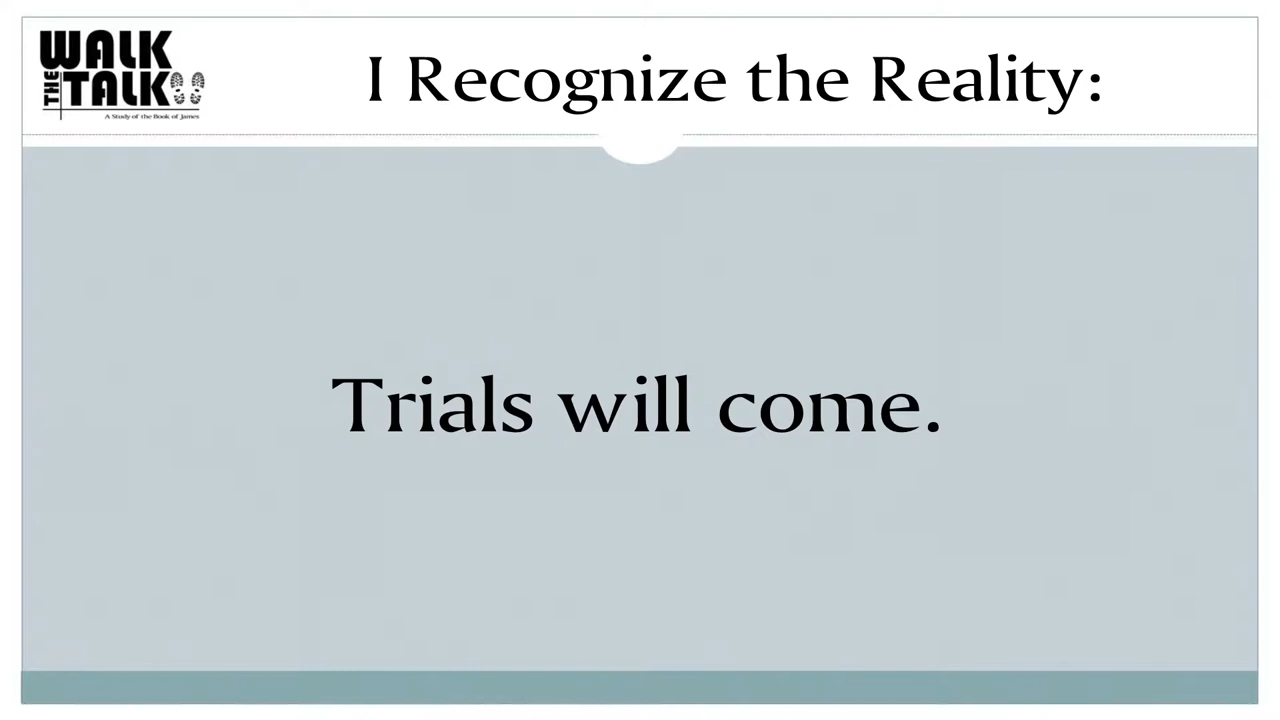 WALK
THE TALK
A Study of the Book of James
I Recognize the Reality:
Trials will come.